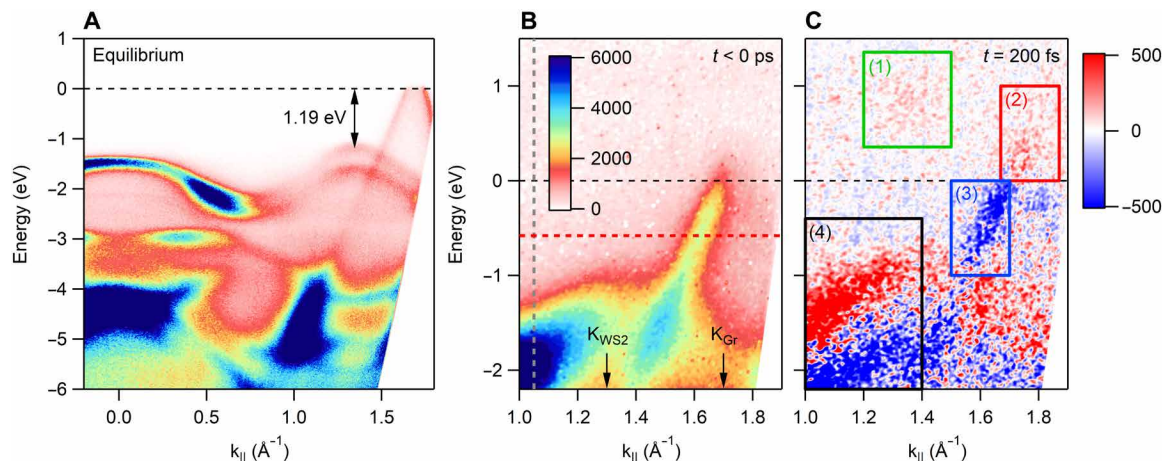 A
B
C
Equilibrium
t < 0 ps
t = 200 fs
1.19 eV
Energy (eV)
1
0
−1
−2
−3
−4
−5
−6
0.0
0.5
1.0
1.5
k|| (Å−1)
Energy (eV)
1
0
−1
−2
6000
4000
2000
0
KWS2
KGr
1.0
1.2
1.4
1.6
1.8
k|| (Å−1)
(1)
(2)
(3)
(4)
1.0
1.2
1.4
1.6
1.8
k|| (Å−1)
500
0
−500